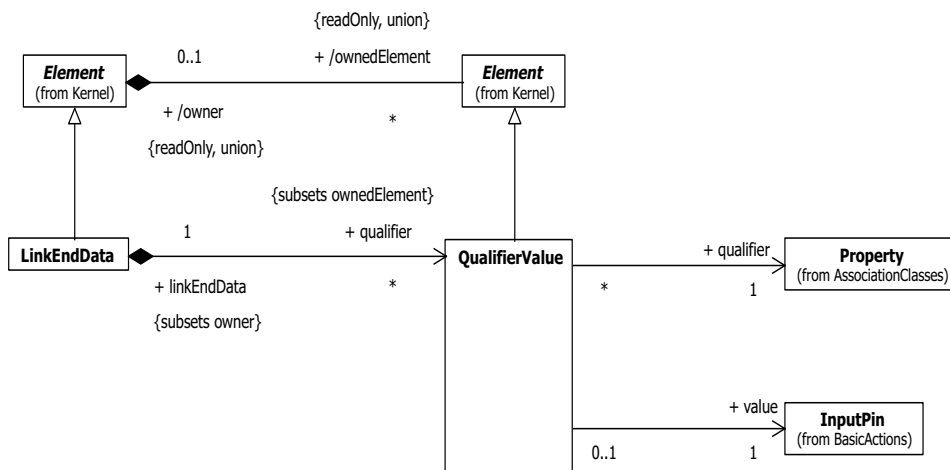 {readOnly, union}
0..1
+ /ownedElement
Element
(from Kernel)
Element
(from Kernel)
+ /owner
*
{readOnly, union}
{subsets ownedElement}
1
+ qualifier
LinkEndData
QualifierValue
+ qualifier
Property
(from AssociationClasses)
+ linkEndData
*
*
1
{subsets owner}
+ value
InputPin
(from BasicActions)
0..1
1